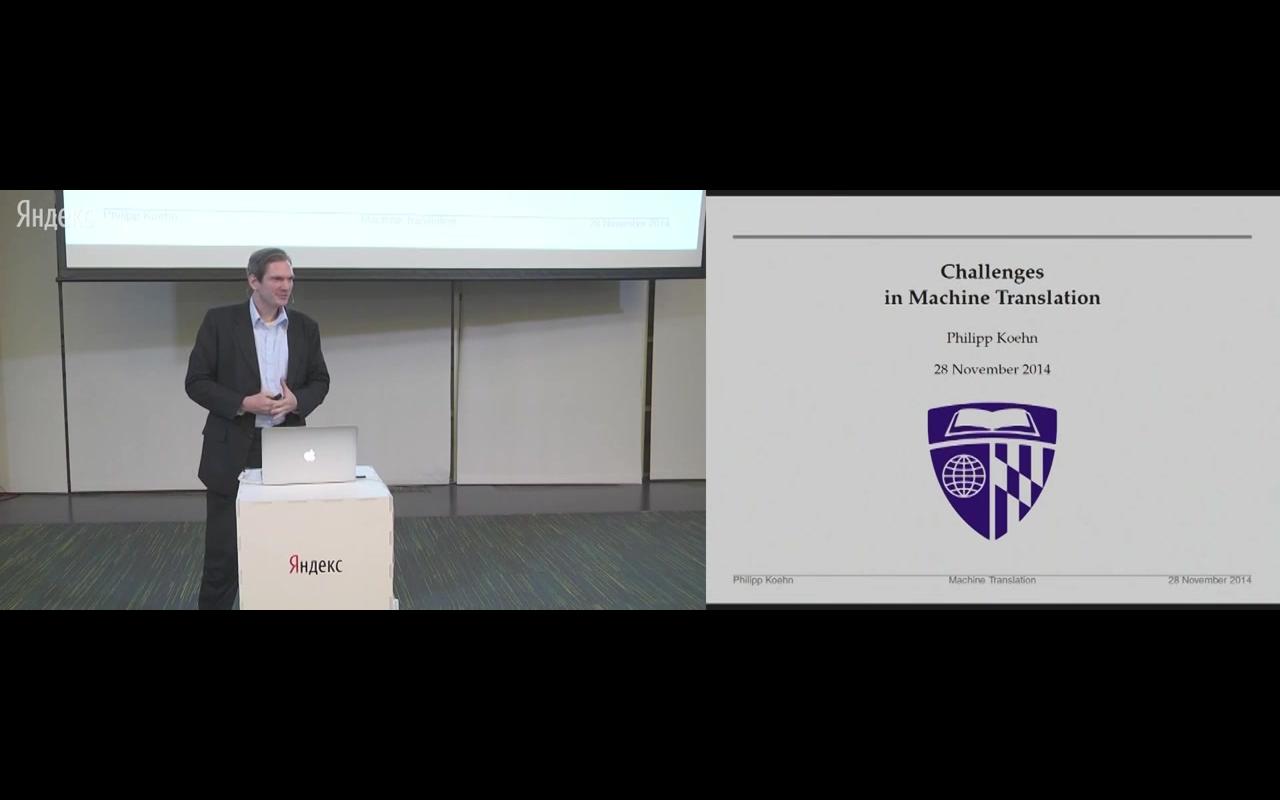 Яндекс
Philipp Koehn
Machine Translation
28 November 2014
Яндекс
Challenges
in Machine Translation
Philipp Koehn
28 November 2014
Philipp Koehn
Machine Translation
28 November 2014